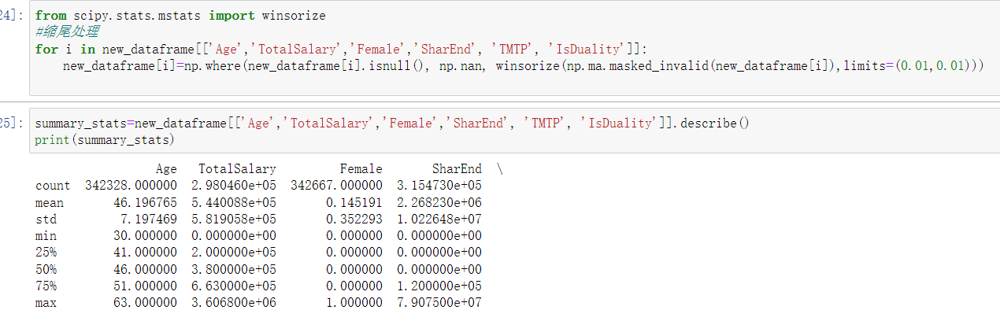 24]: from scipy.stats.mstats import winsorize
#缩尾处理
for i in new_dataframe[['Age','TotalSalary','Female','SharEnd', 'TMTP', 'IsDuality']]:
new_dataframe[i]=np.where(new_dataframe[i].isnull(), np.nan, winsorize(np.ma.masked_invalid(new_dataframe[i]),limits=(0.01,0.01)))
25]: summary_stats=new_dataframe[['Age','TotalSalary','Female','SharEnd', 'TMTP', 'IsDuality']].describe()
print(summary_stats)
Age TotalSalary Female SharEnd \
count 342328.000000 2.980460e+05 342667.000000 3.154730e+05
mean 46.196765 5.440088e+05 0.145191 2.268230e+06
std 7.197469 5.819058e+05 0.352293 1.022648e+07
min 30.000000 0.000000e+00 0.000000 0.000000e+00
25% 41.000000 2.000000e+05 0.000000 0.000000e+00
50% 46.000000 3.800000e+05 0.000000 0.000000e+00
75% 51.000000 6.630000e+05 0.000000 1.200000e+05
max 63.000000 3.606800e+06 1.000000 7.907500e+07